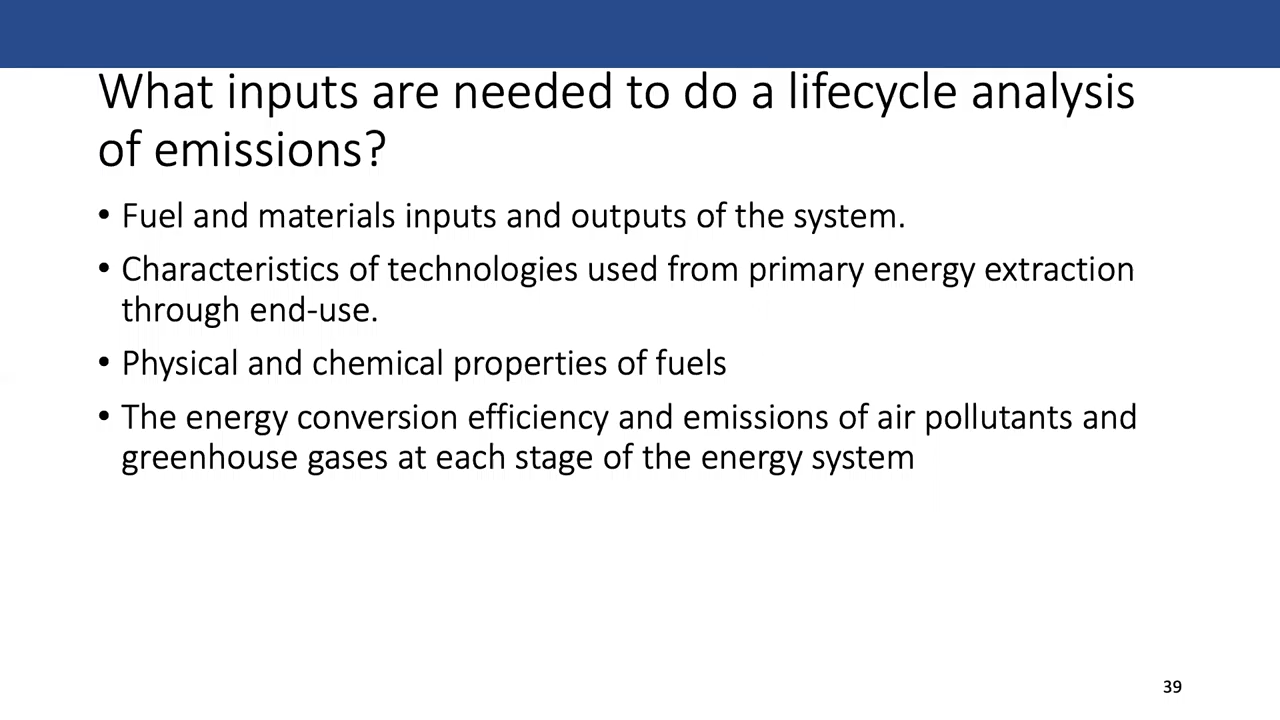 What inputs are needed to do a lifecycle analysis
of emissions?
• Fuel and materials inputs and outputs of the system.
• Characteristics of technologies used from primary energy extraction
through end-use.
• Physical and chemical properties of fuels
• The energy conversion efficiency and emissions of air pollutants and
greenhouse gases at each stage of the energy system
39